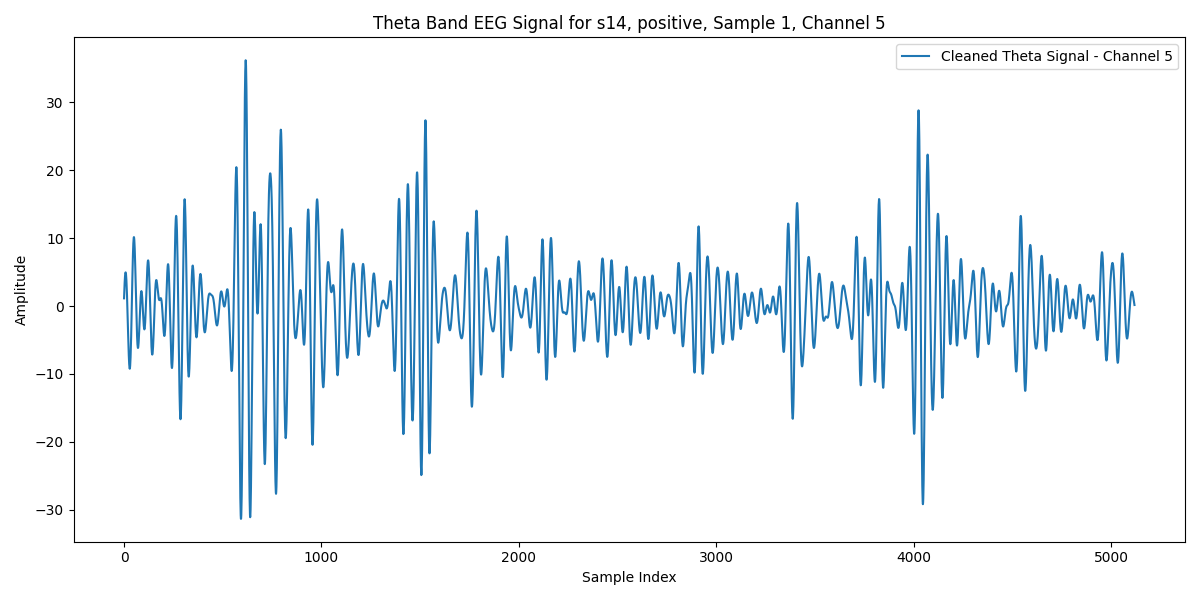 Theta Band EEG Signal for s14, positive, Sample 1, Channel 5
Cleaned Theta Signal - Channel 5
Amplitude
30
20
10
0
−10
−20
−30
0 1000 2000 3000 4000 5000
Sample Index